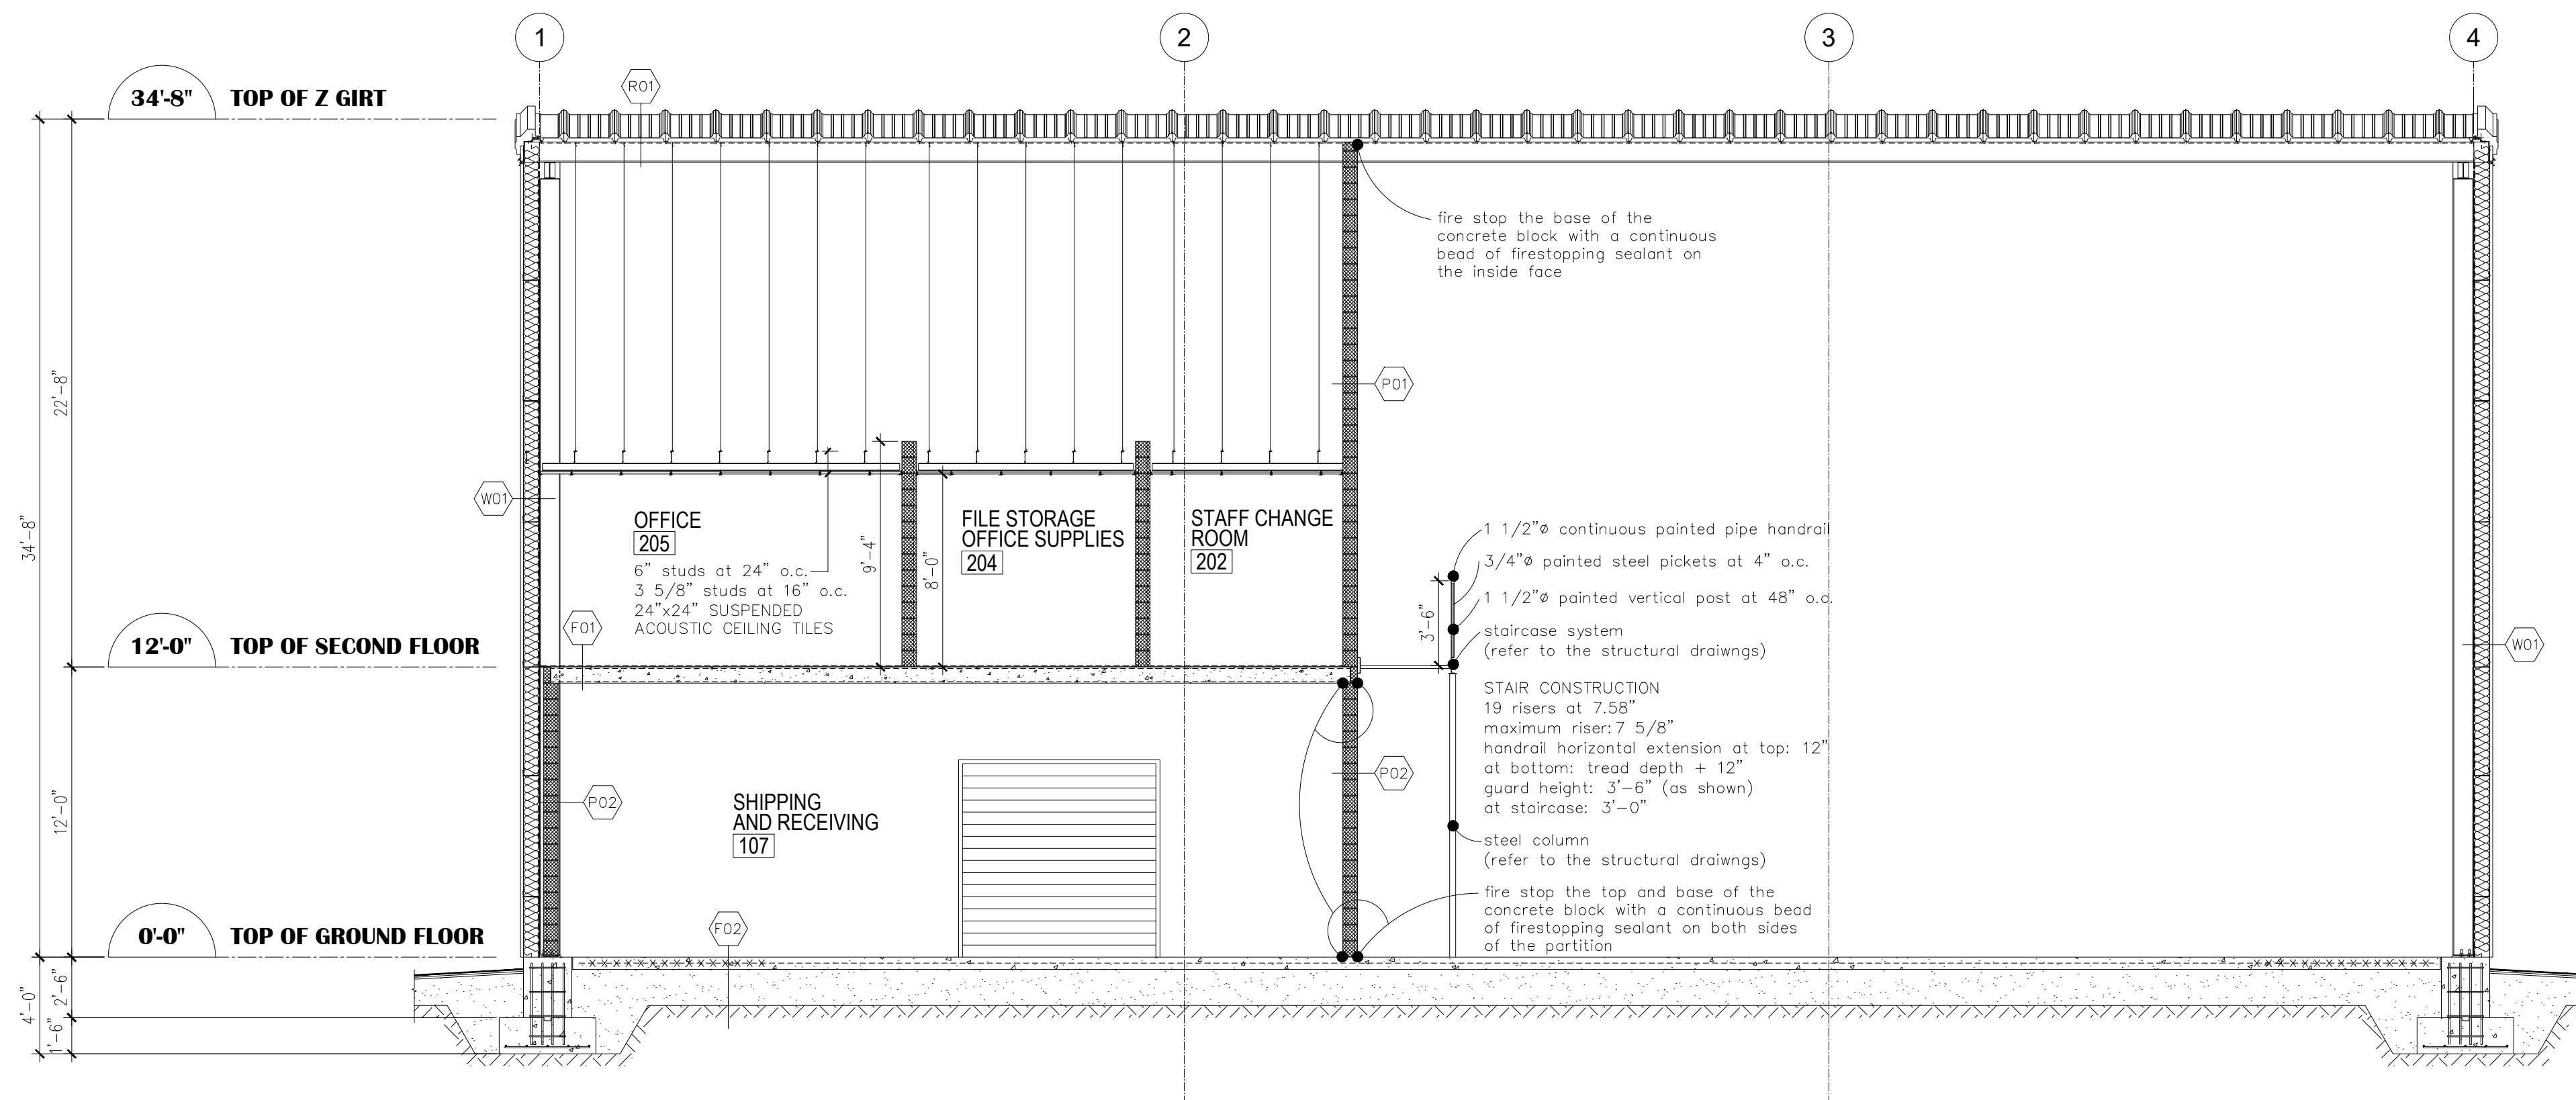 1
2
3
4
34'-8"
TOP OF Z GIRT
R01
fire stop the base of the
concrete block with a continuous
bead of firestopping sealant on
the inside face
22'-8"
34'-8"
P01
W01
OFFICE
205
6" studs at 24" o.c.
3 5/8" studs at 16" o.c.
24"x24" SUSPENDED
ACOUSTIC CEILING TILES
9'-4"
8'-0"
FILE STORAGE
OFFICE SUPPLIES
204
STAFF CHANGE
ROOM
202
1 1/2"ø continuous painted pipe handrail
3/4"ø painted steel pickets at 4" o.c.
1 1/2"ø painted vertical post at 48" o.c.
3'-6"
staircase system
(refer to the structural draiwngs)
F01
12'-0"
TOP OF SECOND FLOOR
W01
STAIR CONSTRUCTION
19 risers at 7.58"
maximum riser: 7 5/8"
handrail horizontal extension at top: 12"
at bottom: tread depth + 12"
guard height: 3'-6" (as shown)
at staircase: 3'-0"
12'-0"
P02
P02
SHIPPING
AND RECEIVING
107
steel column
(refer to the structural draiwngs)
fire stop the top and base of the
concrete block with a continuous bead
of firestopping sealant on both sides
of the partition
0'-0"
TOP OF GROUND FLOOR
F02
4'-0"
2'-6"
1'-6"